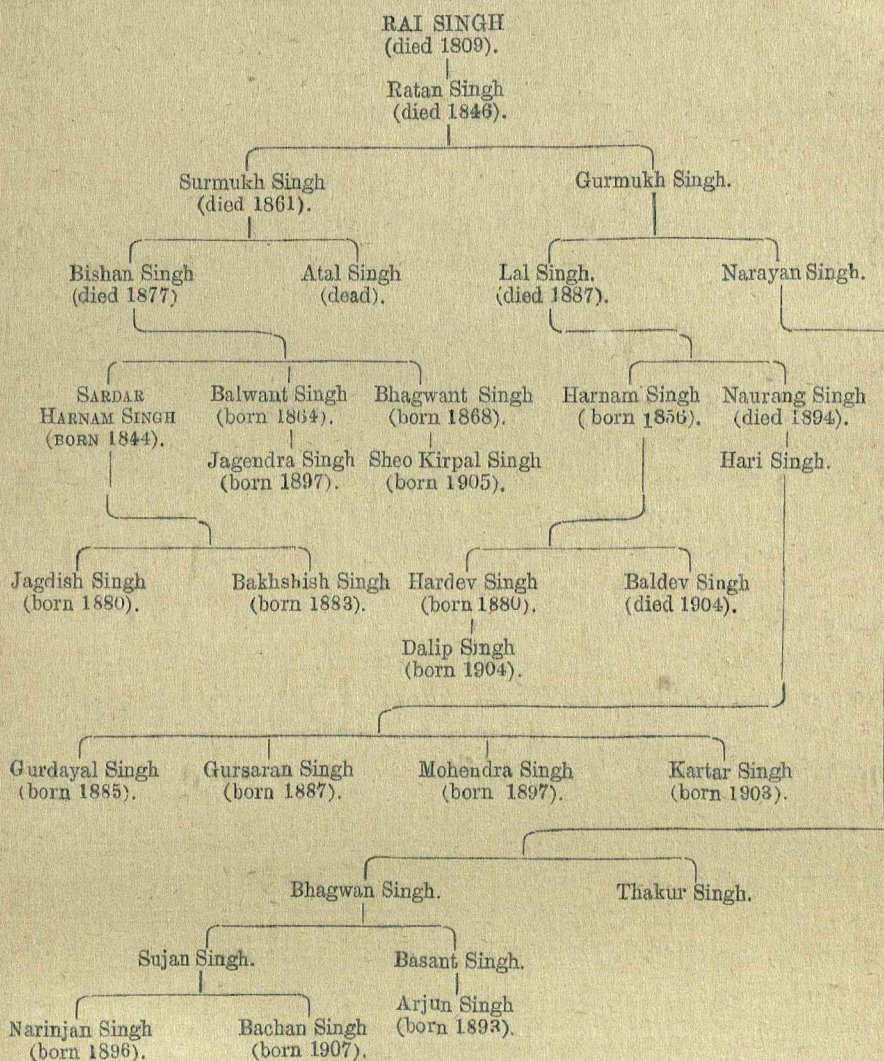 RAI SINGH
(died 1809).
Ratan Singh
(died 1846).
Surmukh Singh
(died 1861).
Gurmukh Singh.
Bishan Singh
(died 1877)
Atal Singh
(dead).
Lal Singh.
(died 1887).
Narayan Singh.
SARDAR
HARNAM SINGH
(BORN 1844).
Balwant Singh
(born 1864).
Bhagwant Singh
(born 1868).
Harnam Singh
(born 1856).
Naurang Singh
(died 1894).
Jagendra Singh
(born 1897).
Sheo Kirpal Singh
(born 1905).
Hari Singh.
Jagdish Singh
(born 1880).
Bakhshish Singh
(born 1883).
Hardev Singh
(born 1880).
Baldev Singh
(died 1904).
Dalip Singh
(born 1904).
Gurdayal Singh
(born 1885).
Gursaran Singh
(born 1887).
Mohendra Singh
(born 1897).
Kartar Singh
(born 1903).
Bhagwan Singh.
Thakur Singh.
Sujan Singh.
Basant Singh.
Narinjan Singh
(born 1896).
Bachan Singh
(born 1907).
Arjun Singh
(born 1893).